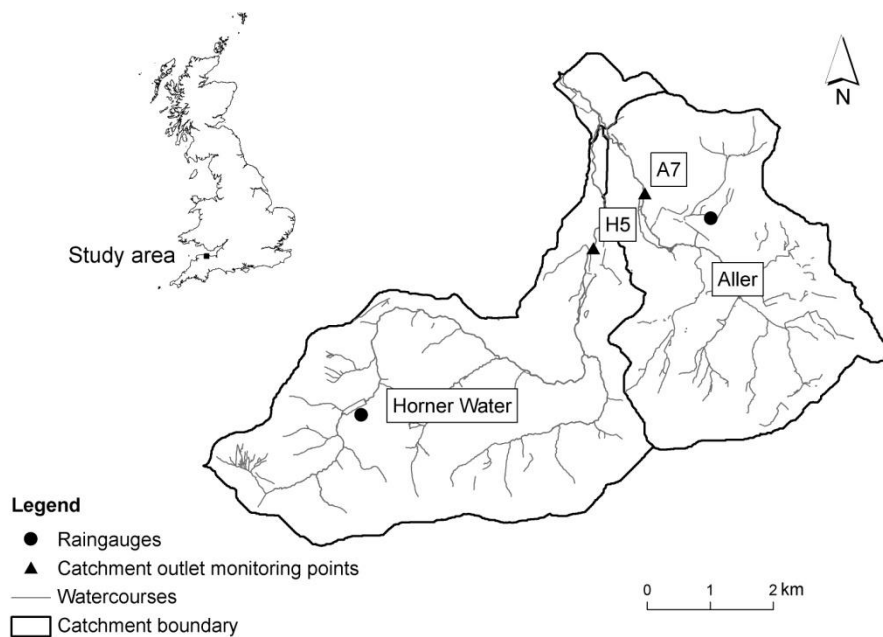 N
A7
H5
Study area
Aller
Horner Water
Legend
Raingauges
Catchment outlet monitoring points
Watercourses
Catchment boundary
0 1 2 km